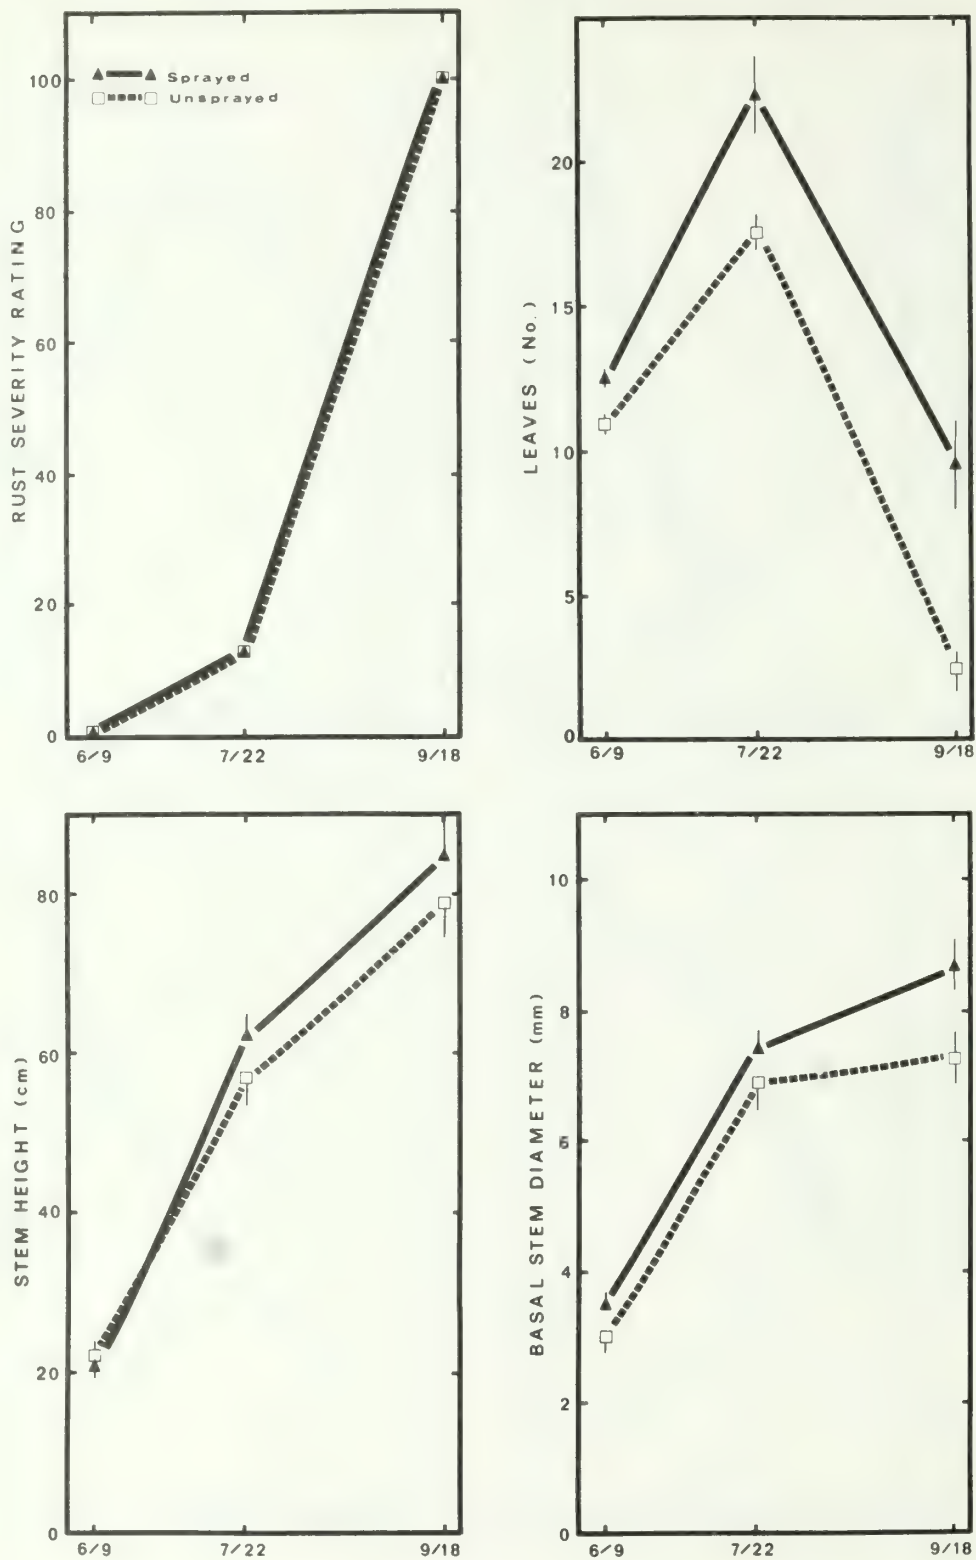 RUST SEVERITY RATING
100
80
60
40
20
0
Sprayed
Unsprayed
6/9 7/22 9/18
LEAVES (No.)
20
15
10
5
0
6/9 7/22 9/18
STEM HEIGHT (cm)
80
60
40
20
0
6/9 7/22 9/18
BASAL STEM DIAMETER (mm)
10
8
6
4
2
0
6/9 7/22 9/18